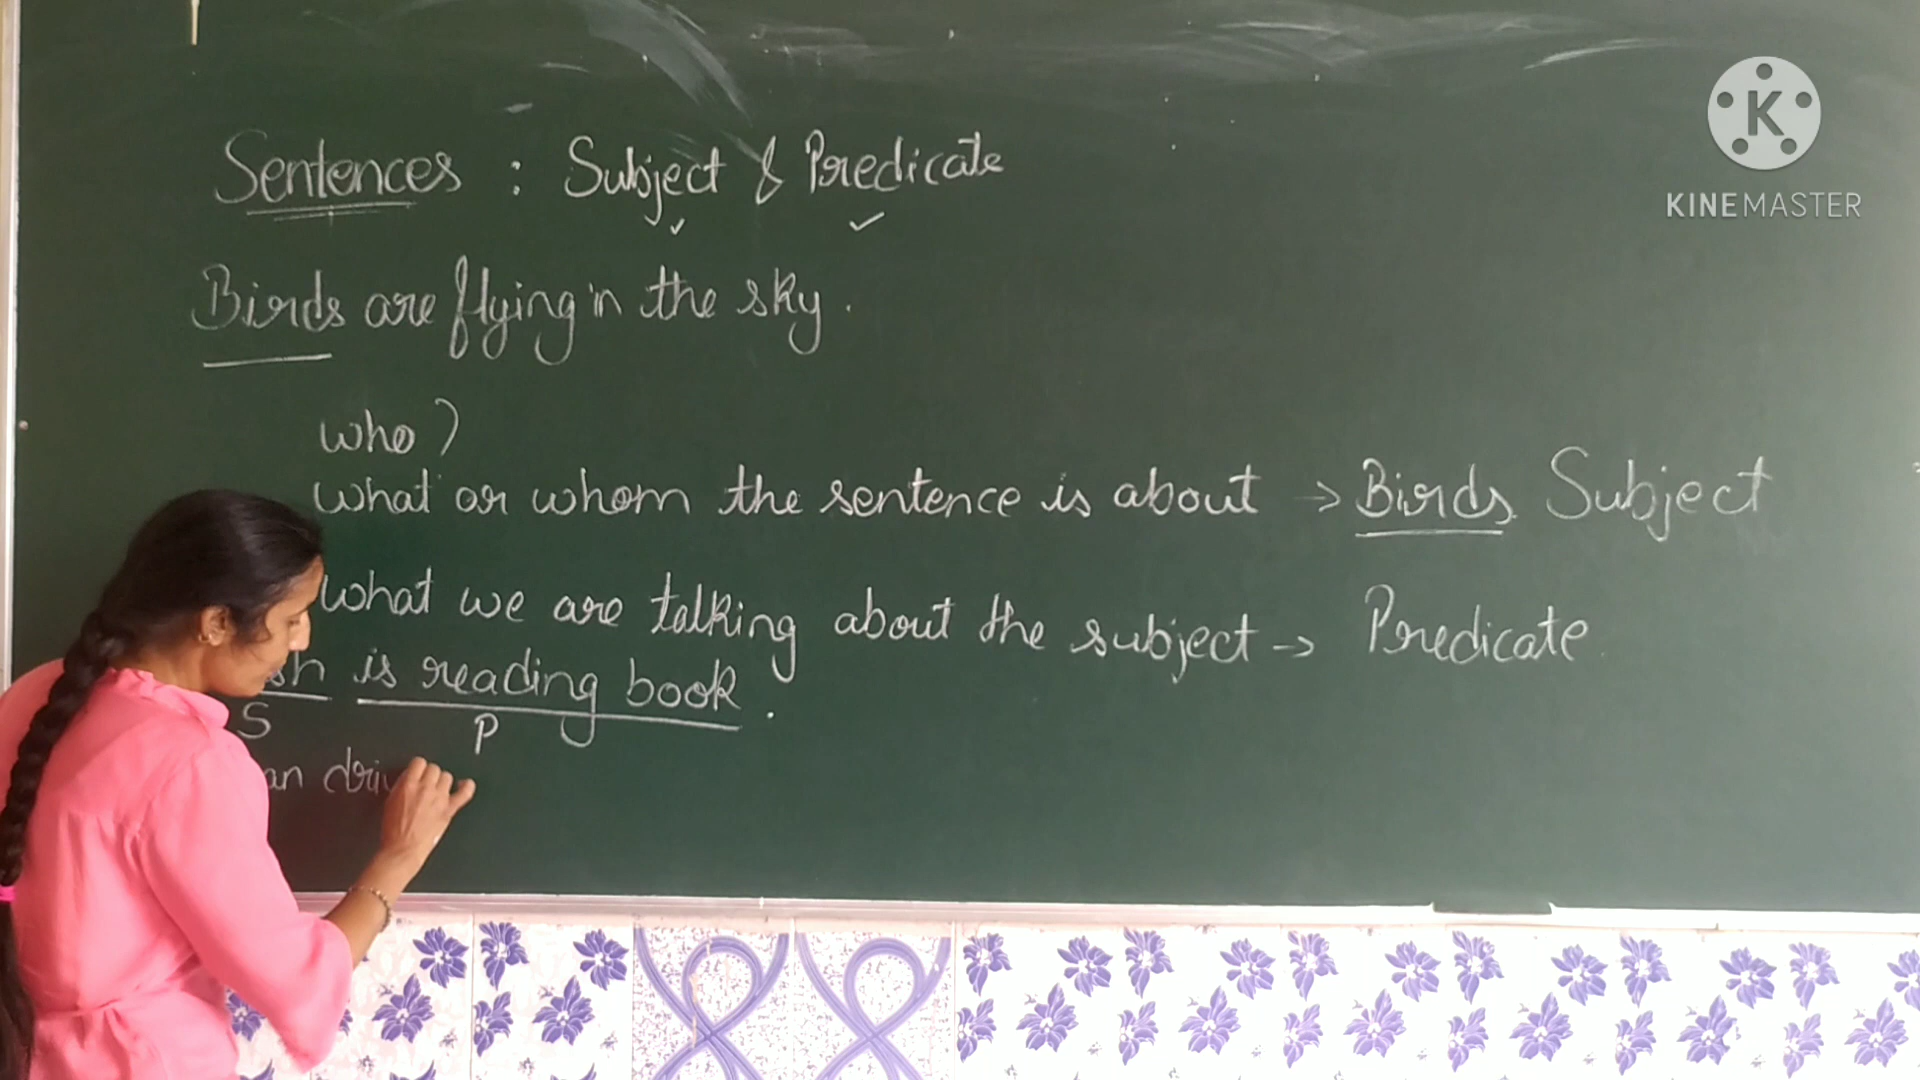 Sentences : Subject & Predicate
Birds are flying in the sky.
who?
what or whom the sentence is about → Birds Subject
what we are talking about the subject → Predicate
is reading book.
S P
K
KINEMASTER